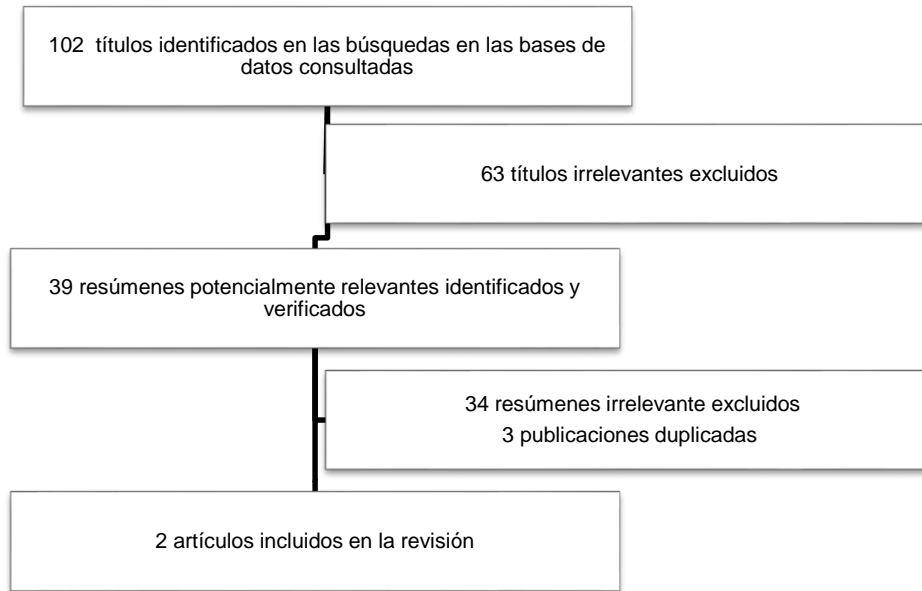 102  títulos identificados en las búsquedas en las bases de
datos consultadas
63 títulos irrelevantes excluidos
39 resúmenes potencialmente relevantes identificados y
verificados
34 resúmenes irrelevante excluidos
3 publicaciones duplicadas
2 artículos incluidos en la revisión